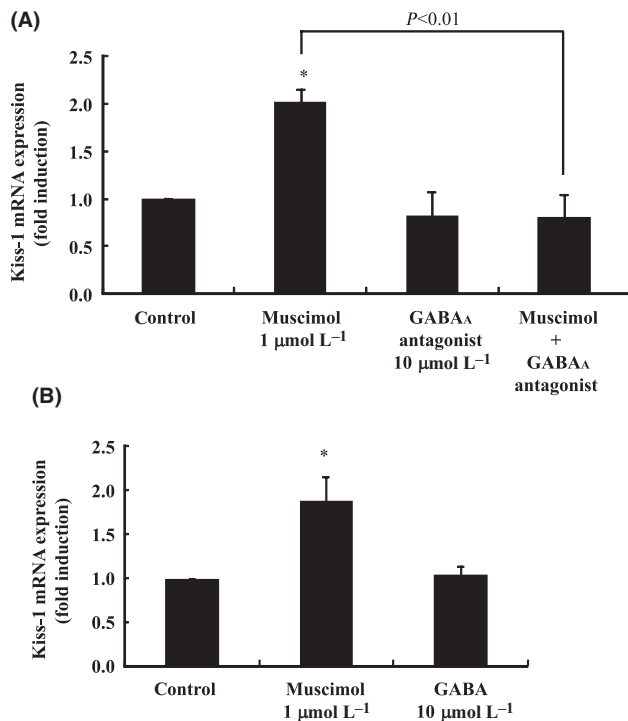 (A)
P<0.01
Kiss-1 mRNA expression
(fold induction)
2.5
2.0
1.5
1.0
0.5
0.0
*
Control
Muscimol
1 μmol L⁻¹
GABAA
antagonist
10 μmol L⁻¹
Muscimol
+
GABAA
antagonist
(B)
Kiss-1 mRNA expression
(fold induction)
2.5
2.0
1.5
1.0
0.5
0.0
*
Control
Muscimol
1 μmol L⁻¹
GABA
10 μmol L⁻¹